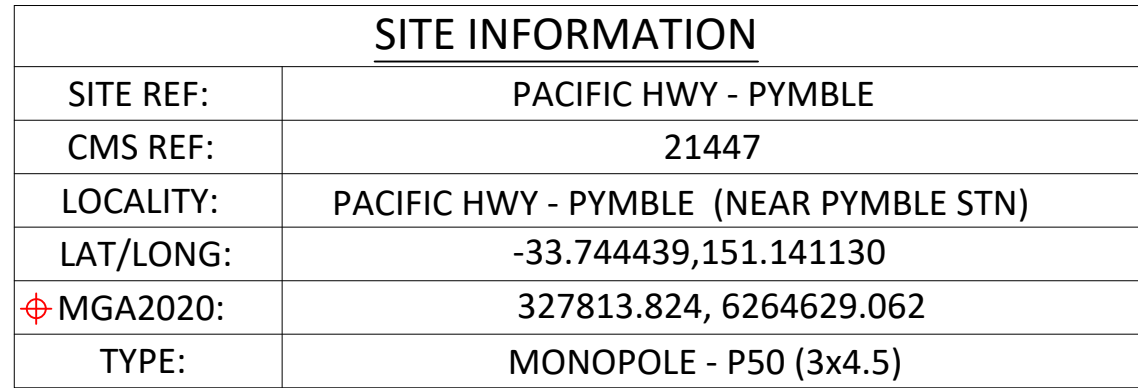 SITE INFORMATION
SITE REF: PACIFIC HWY - PYMBLE
CMS REF: 21447
LOCALITY: PACIFIC HWY - PYMBLE (NEAR PYMBLE STN)
LAT/LONG: -33.744439,151.141130
MGA2020: 327813.824, 6264629.062
TYPE: MONOPOLE - P50 (3x4.5)